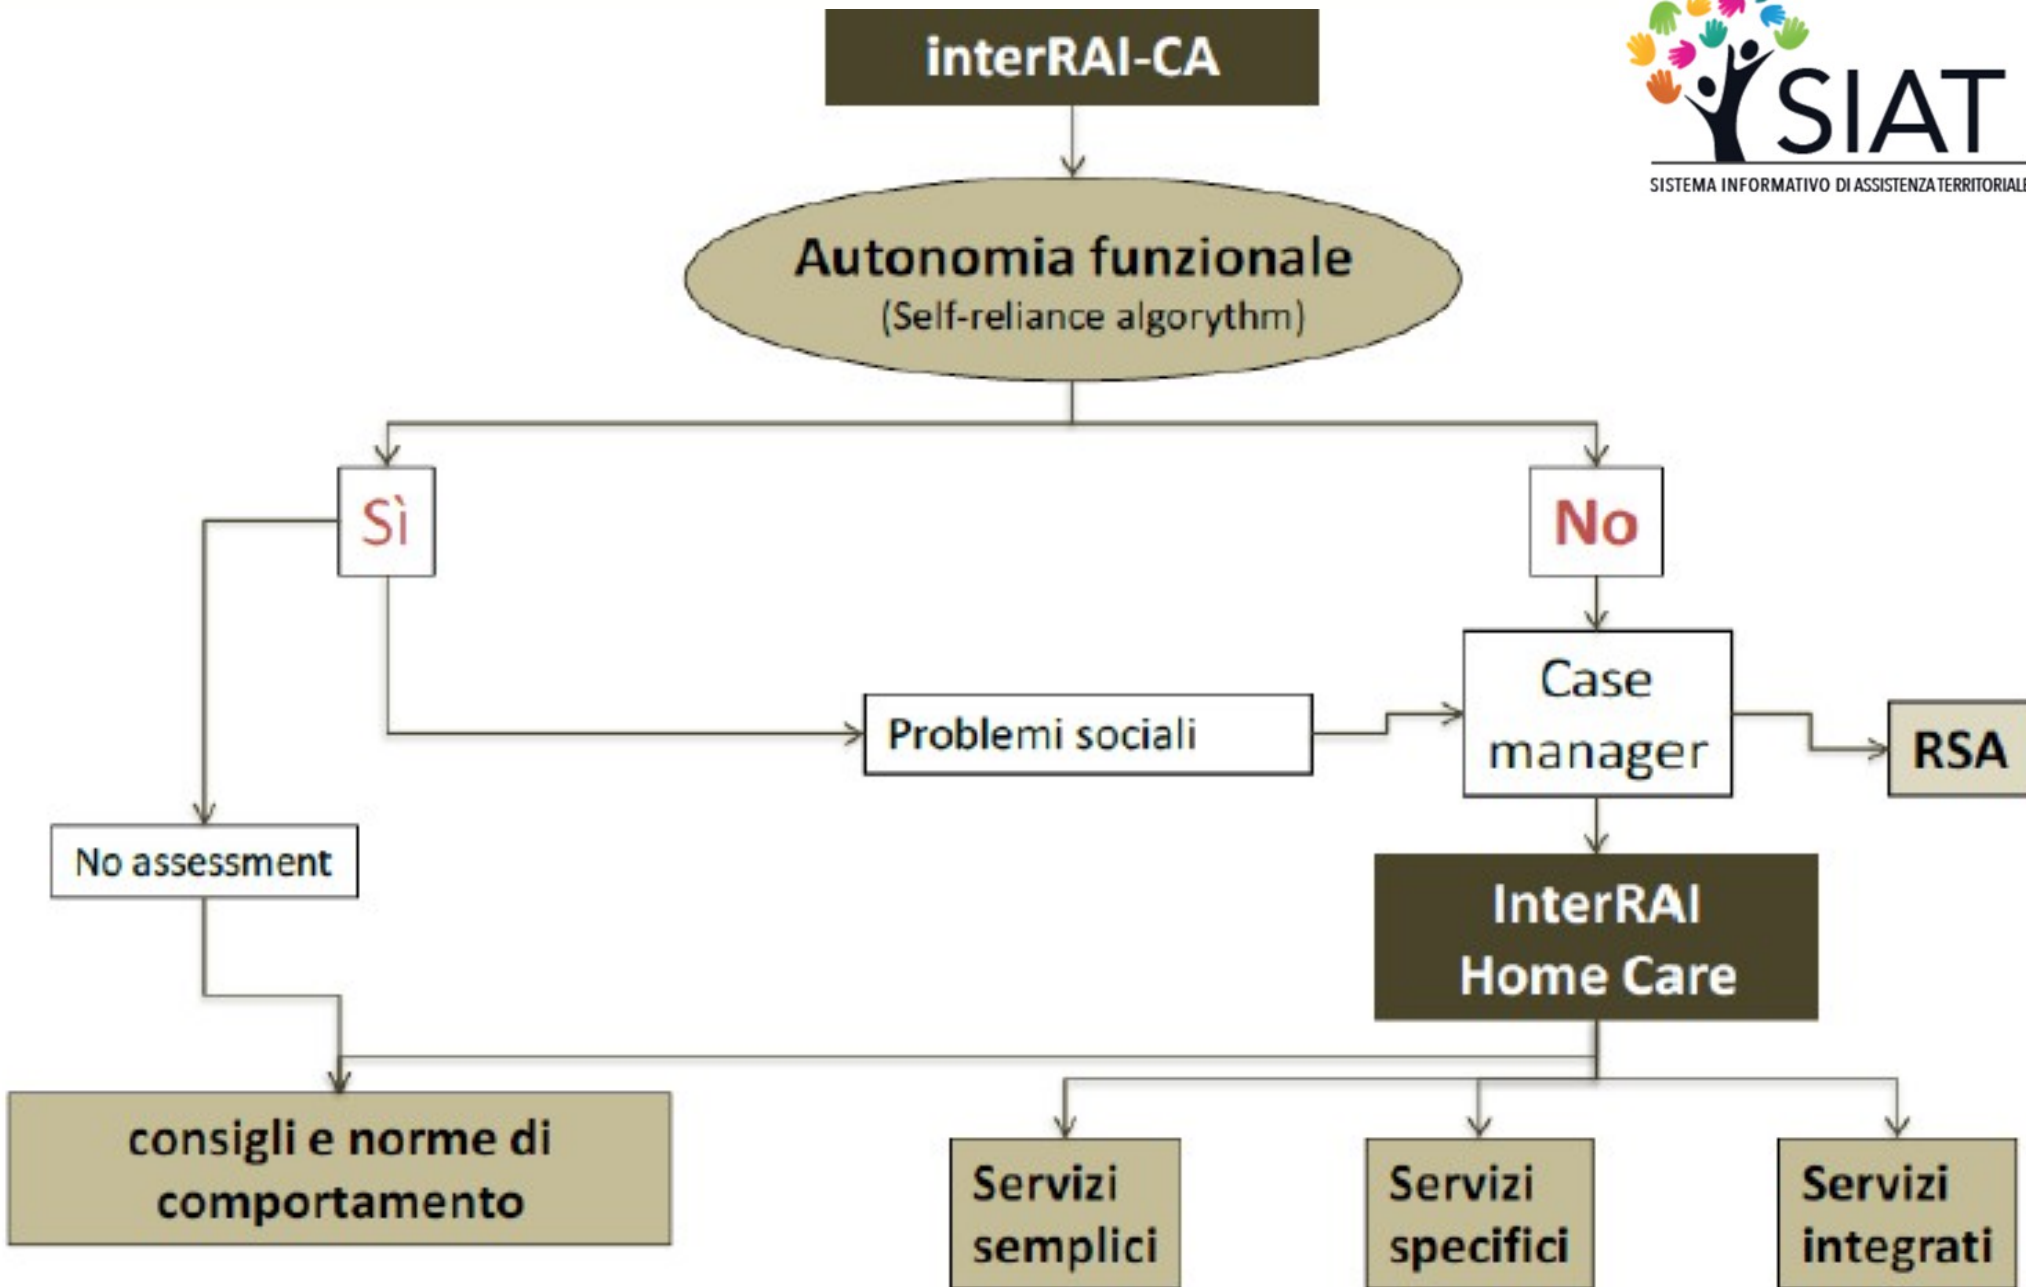 interRAI-CA
SIAT
SISTEMA INFORMATIVO DI ASSISTENZA TERRITORIALE
Autonomia funzionale
(Self-reliance algorythm)
Sì
No
Case
manager
Problemi sociali
RSA
No assessment
InterRAI
Home Care
consigli e norme di
comportamento
Servizi
semplici
Servizi
specifici
Servizi
integrati